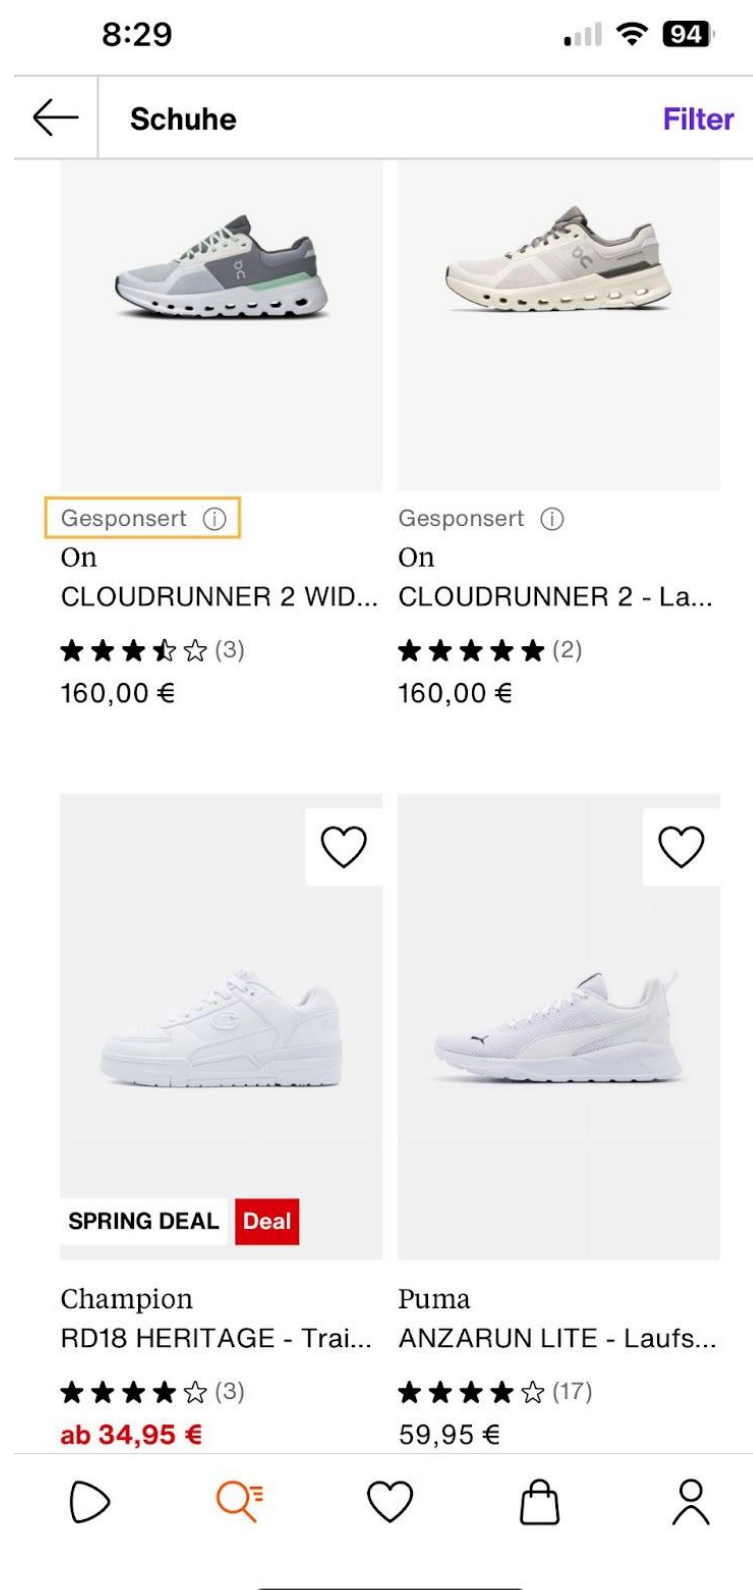 8:29
94
Schuhe
Filter
Gesponsert
Gesponsert
On
On
CLOUDRUNNER 2 WID...
CLOUDRUNNER 2 - La...
(3)
(2)
160,00 €
160,00 €
SPRING DEAL
Deal
Champion
Puma
RD18 HERITAGE - Trai...
ANZARUN LITE - Laufs...
(3)
(17)
ab 34,95 €
59,95 €